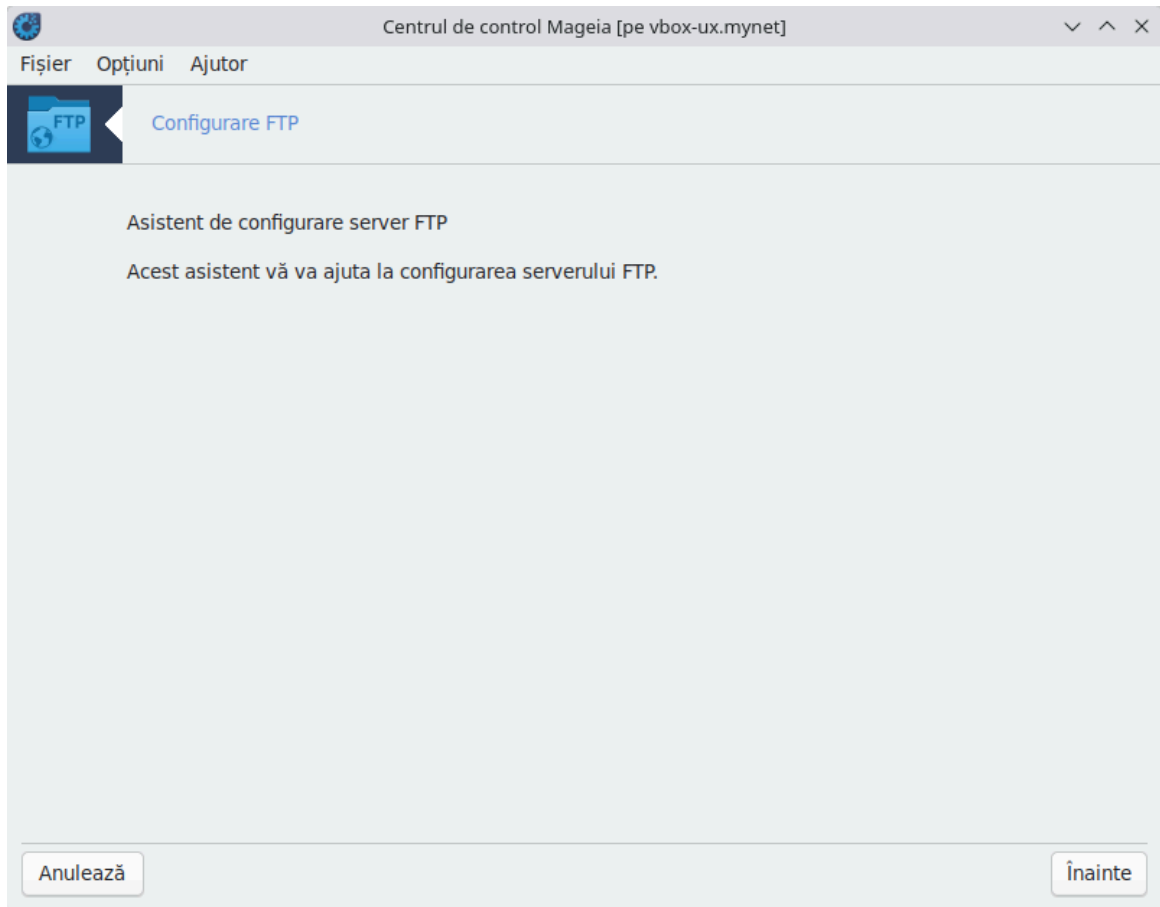 Centrul de control Mageia [pe vbox-ux.mynet]
Fișier Opțiuni Ajutor
FTP
Configurare FTP
Asistent de configurare server FTP
Acest asistent vă va ajuta la configurarea serverului FTP.
Anulează Înainte